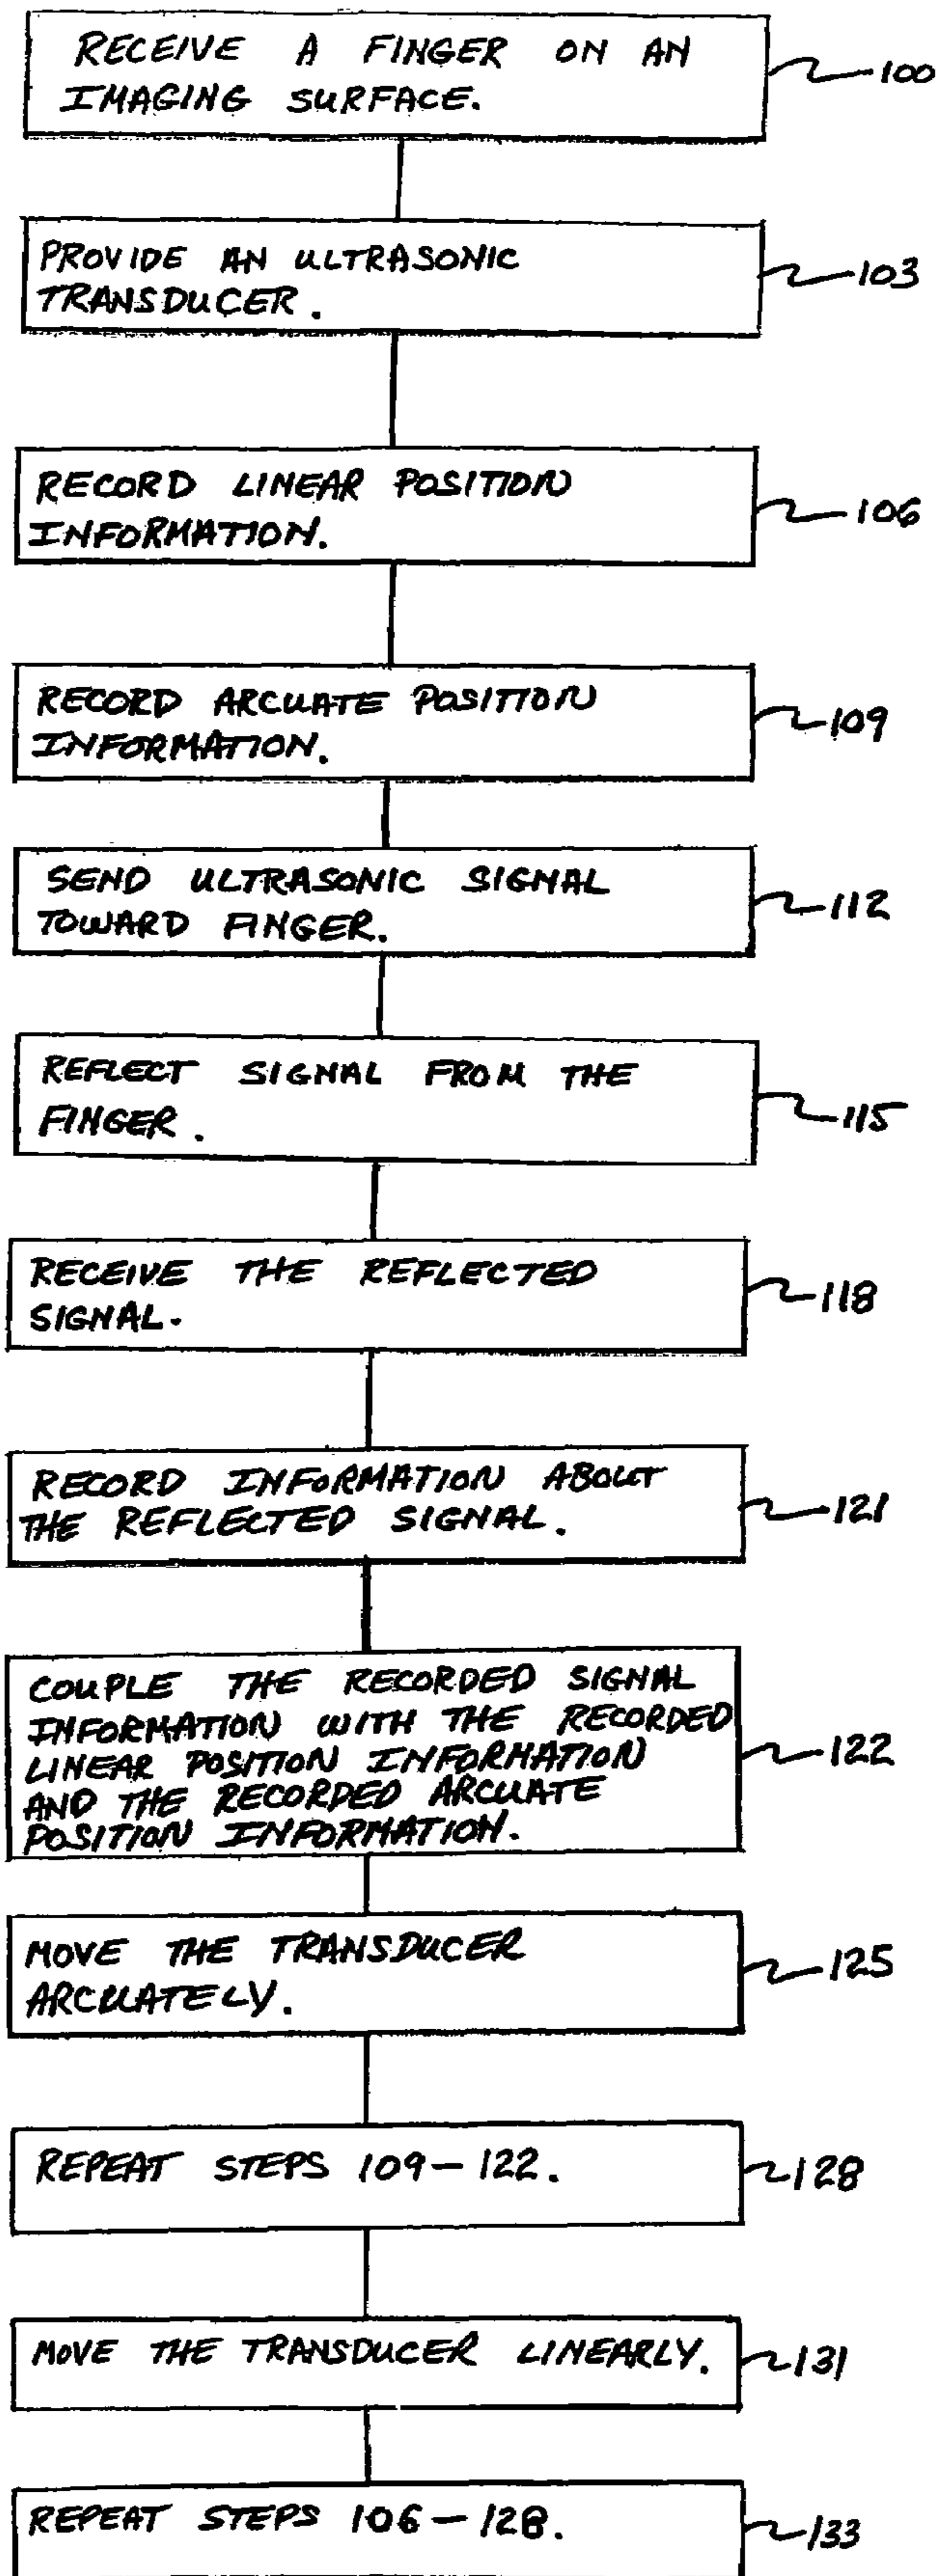 RECEIVE A FINGER ON AN
IMAGING SURFACE.
100
PROVIDE AN ULTRASONIC
TRANSDUCER.
103
RECORD LINEAR POSITION
INFORMATION.
106
RECORD ARCUATE POSITION
INFORMATION.
109
SEND ULTRASONIC SIGNAL
TOWARD FINGER.
112
REFLECT SIGNAL FROM THE
FINGER.
115
RECEIVE THE REFLECTED
SIGNAL.
118
RECORD INFORMATION ABOUT
THE REFLECTED SIGNAL.
121
COUPLE THE RECORDED SIGNAL
INFORMATION WITH THE RECORDED
LINEAR POSITION INFORMATION
AND THE RECORDED ARCUATE
POSITION INFORMATION.
122
MOVE THE TRANSDUCER
ARCUATELY.
125
REPEAT STEPS 109-122.
128
MOVE THE TRANSDUCER LINEARLY.
131
REPEAT STEPS 106-128.
133